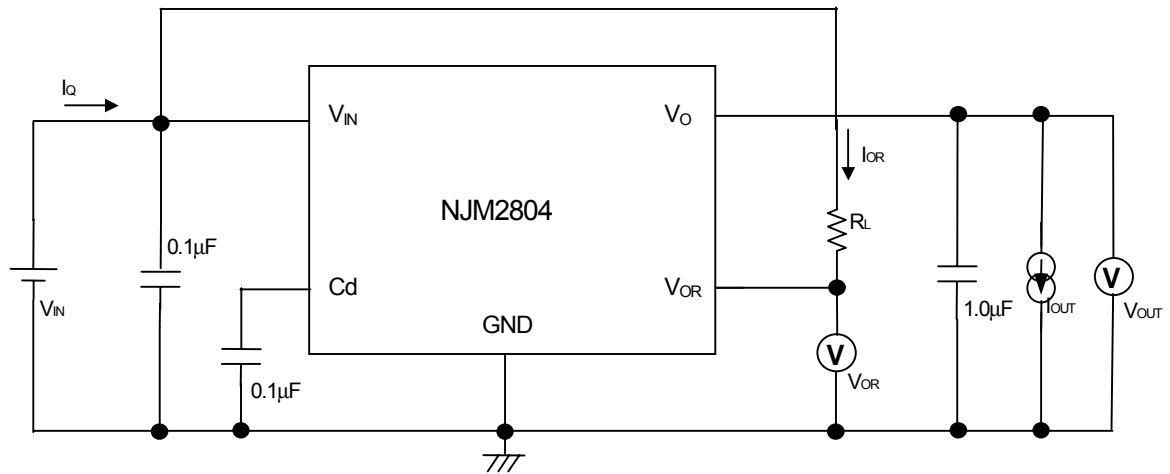 IQ
VIN
VO
IOR
NJM2804
RL
0.1µF
Cd
VOR
VIN
GND
V
V
1.0µF
IOUT
VOUT
0.1µF
VOR